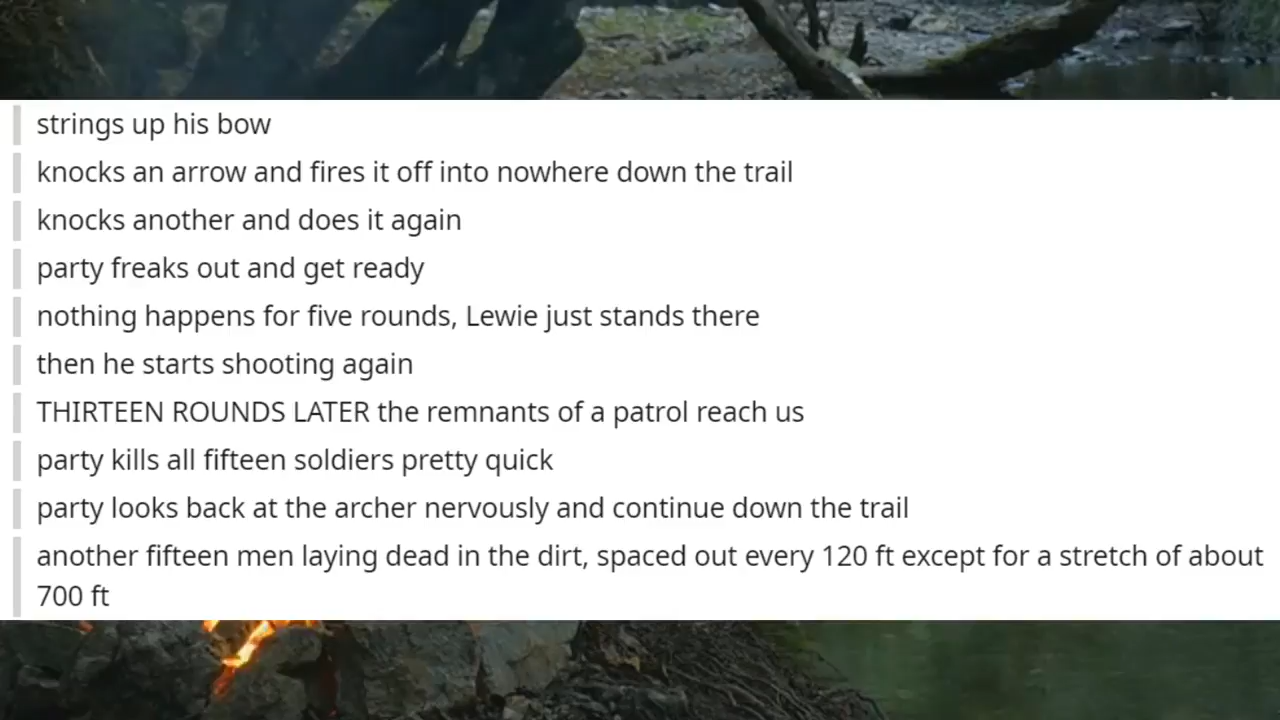 strings up his bow
knocks an arrow and fires it off into nowhere down the trail
knocks another and does it again
party freaks out and get ready
nothing happens for five rounds, Lewie just stands there
then he starts shooting again
THIRTEEN ROUNDS LATER the remnants of a patrol reach us
party kills all fifteen soldiers pretty quick
party looks back at the archer nervously and continue down the trail
another fifteen men laying dead in the dirt, spaced out every 120 ft except for a stretch of about
700 ft